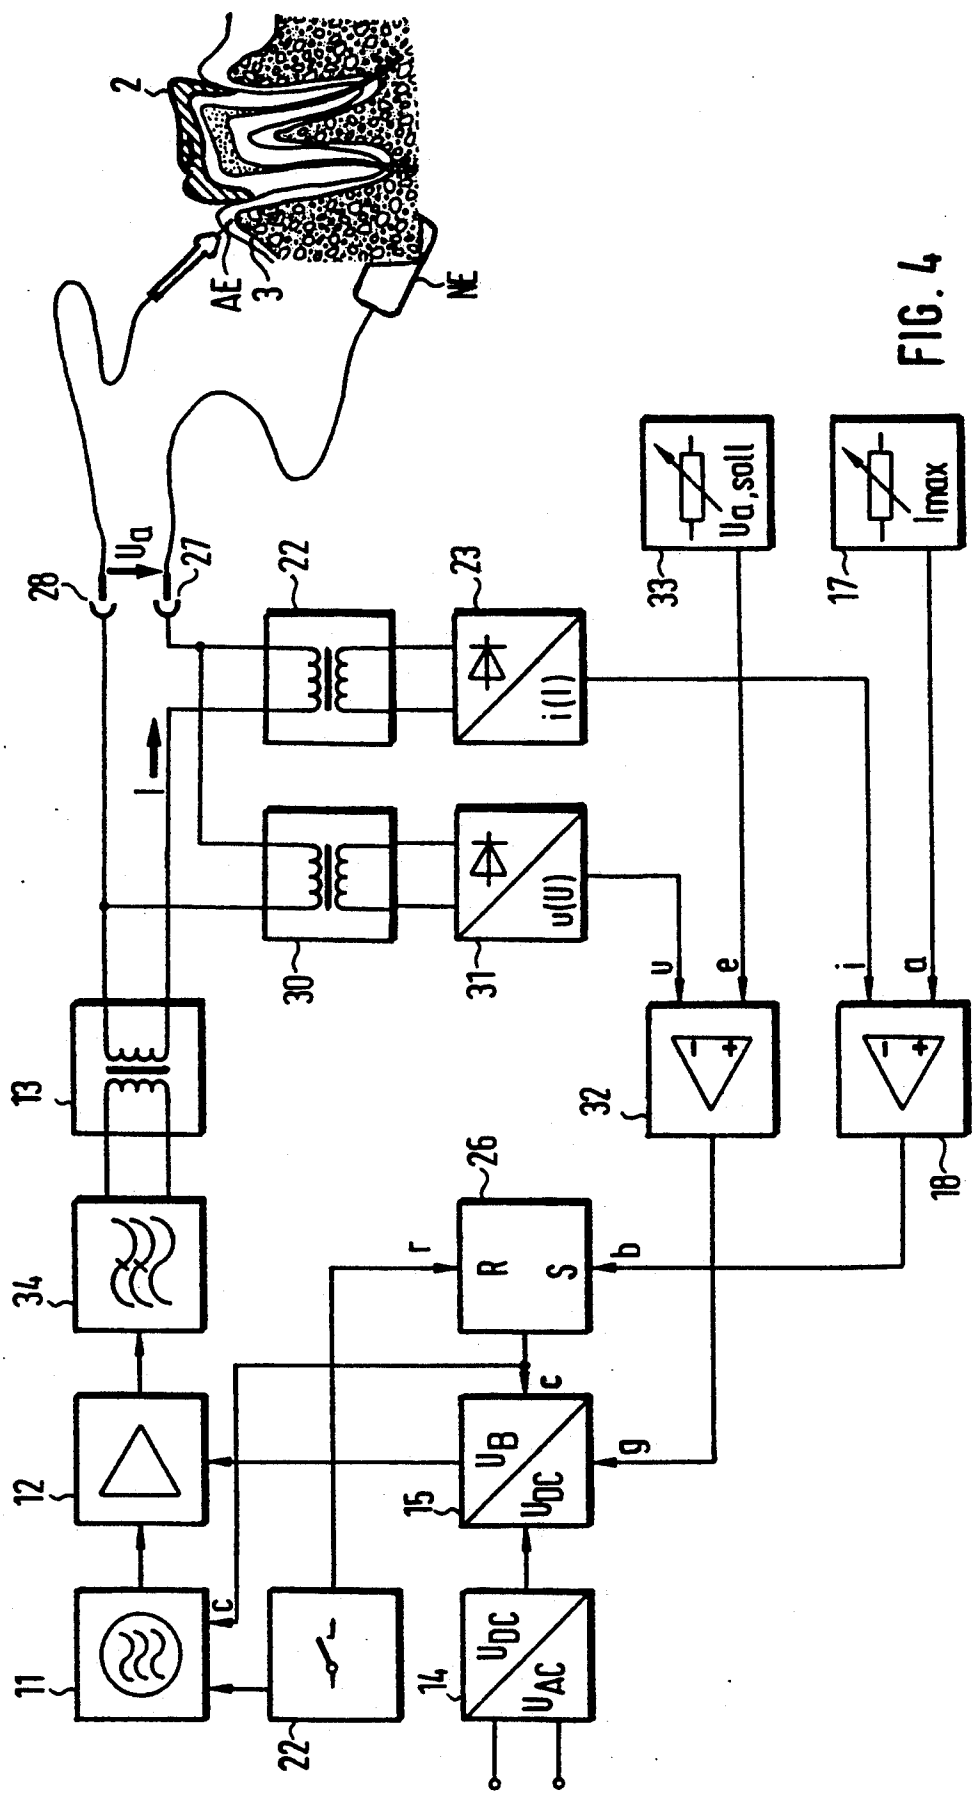 11
12
34
13
28
Ua
27
I
AE
3
2
NE
c
22
r
26
R
S
b
c
30
22
31
u(U)
23
i(I)
14
UDC
UAC
15
UB
UDC
g
32
-
+
u
e
33
Ua,soll
18
-
+
i
a
17
Imax
FIG. 4